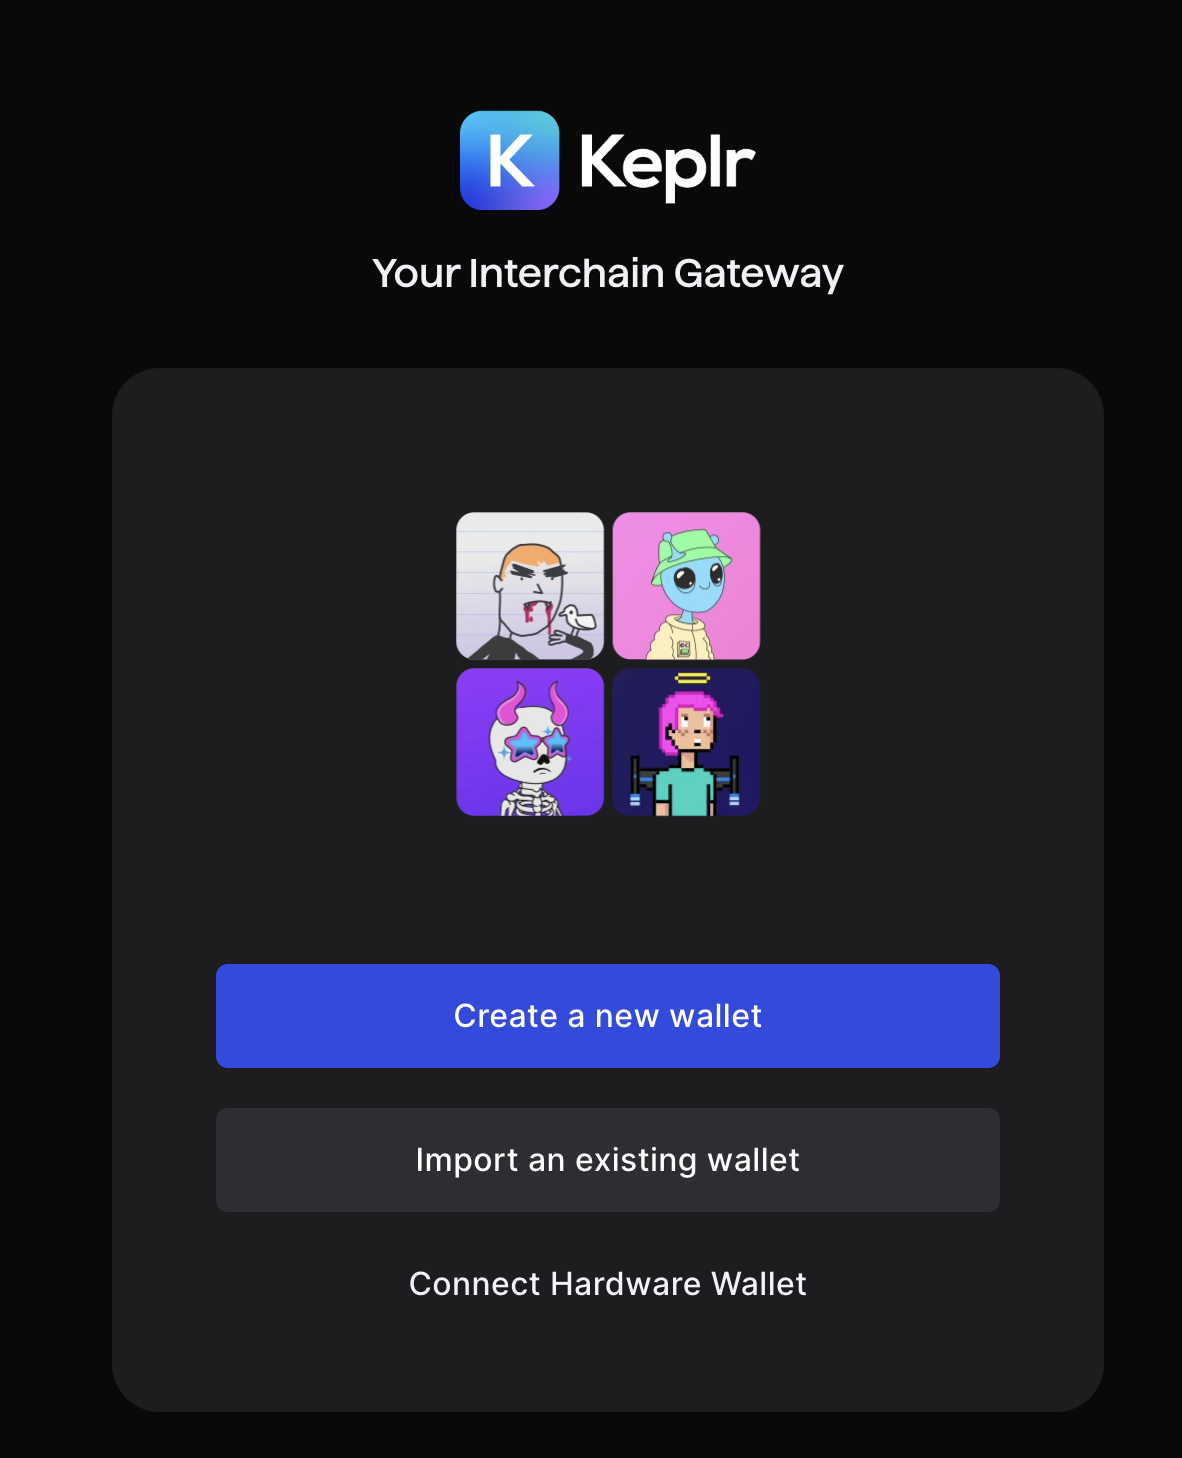 K Keplr
Your Interchain Gateway
Create a new wallet
Import an existing wallet
Connect Hardware Wallet